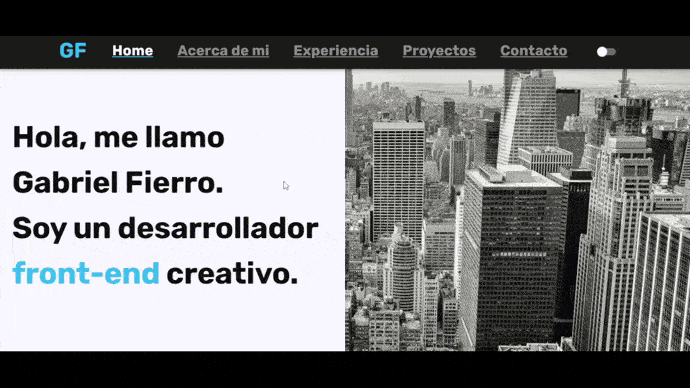 GF Home Acerca de mi Experiencia Proyectos Contacto
Hola, me llamo
Gabriel Fierro.
Soy un desarrollador
front-end creativo.